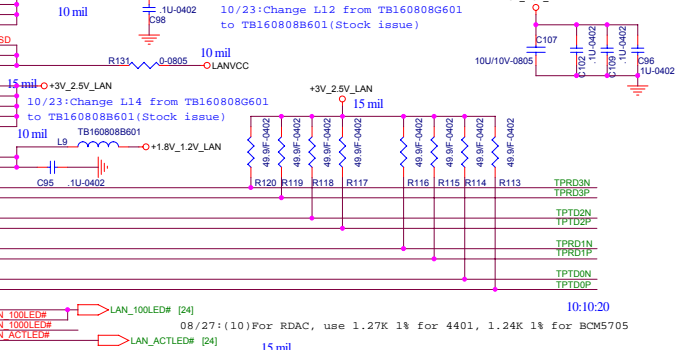 10/23:Change L12 from TB160808G601
to TB160808B601(Stock issue)
10 mil
.1U-0402
C98
SD
R131
0-0805
10 mil
LANVCC
C107
10U/10V-0805
C102
.1U-0402
C109
.1U-0402
C96
.1U-0402
15 mil
+3V_2.5V_LAN
10/23:Change L14 from TB160808G601
to TB160808B601(Stock issue)
10 mil
L9
TB160808B601
+1.8V_1.2V_LAN
C95
.1U-0402
+3V_2.5V_LAN
15 mil
49.9/F-0402
49.9/F-0402
49.9/F-0402
49.9/F-0402
49.9/F-0402
49.9/F-0402
49.9/F-0402
49.9/F-0402
R120
R119
R118
R117
R116
R115
R114
R113
TPRD3N
TPRD3P
TPTD2N
TPTD2P
TPRD1N
TPRD1P
TPTD0N
TPTD0P
10:10:20
N_100LED#
LAN_100LED# [24]
N_1000LED#
08/27:(10)For RDAC, use 1.27K 1% for 4401, 1.24K 1% for BCM5705
N_ACTLED#
LAN_ACTLED# [24]
15 mil